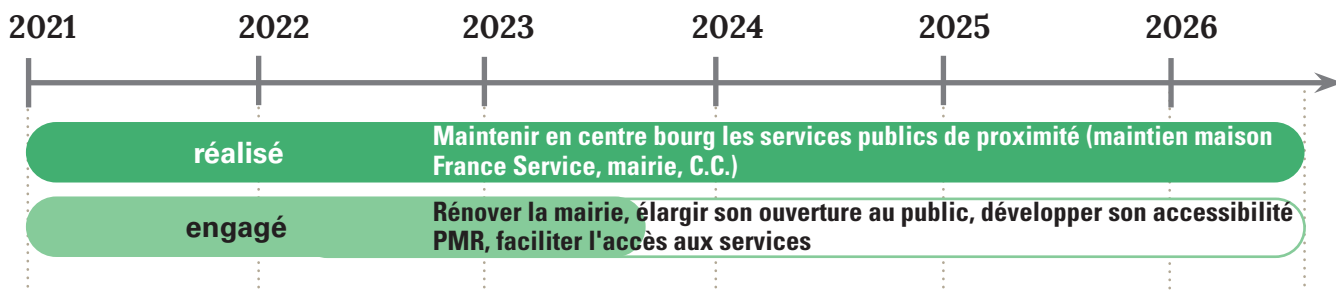 2021 2022 2023 2024 2025 2026
réalisé
Maintenir en centre bourg les services publics de proximité (maintien maison
France Service, mairie, C.C.)
engagé
Rénover la mairie, élargir son ouverture au public, développer son accessibilité
PMR, faciliter l'accès aux services